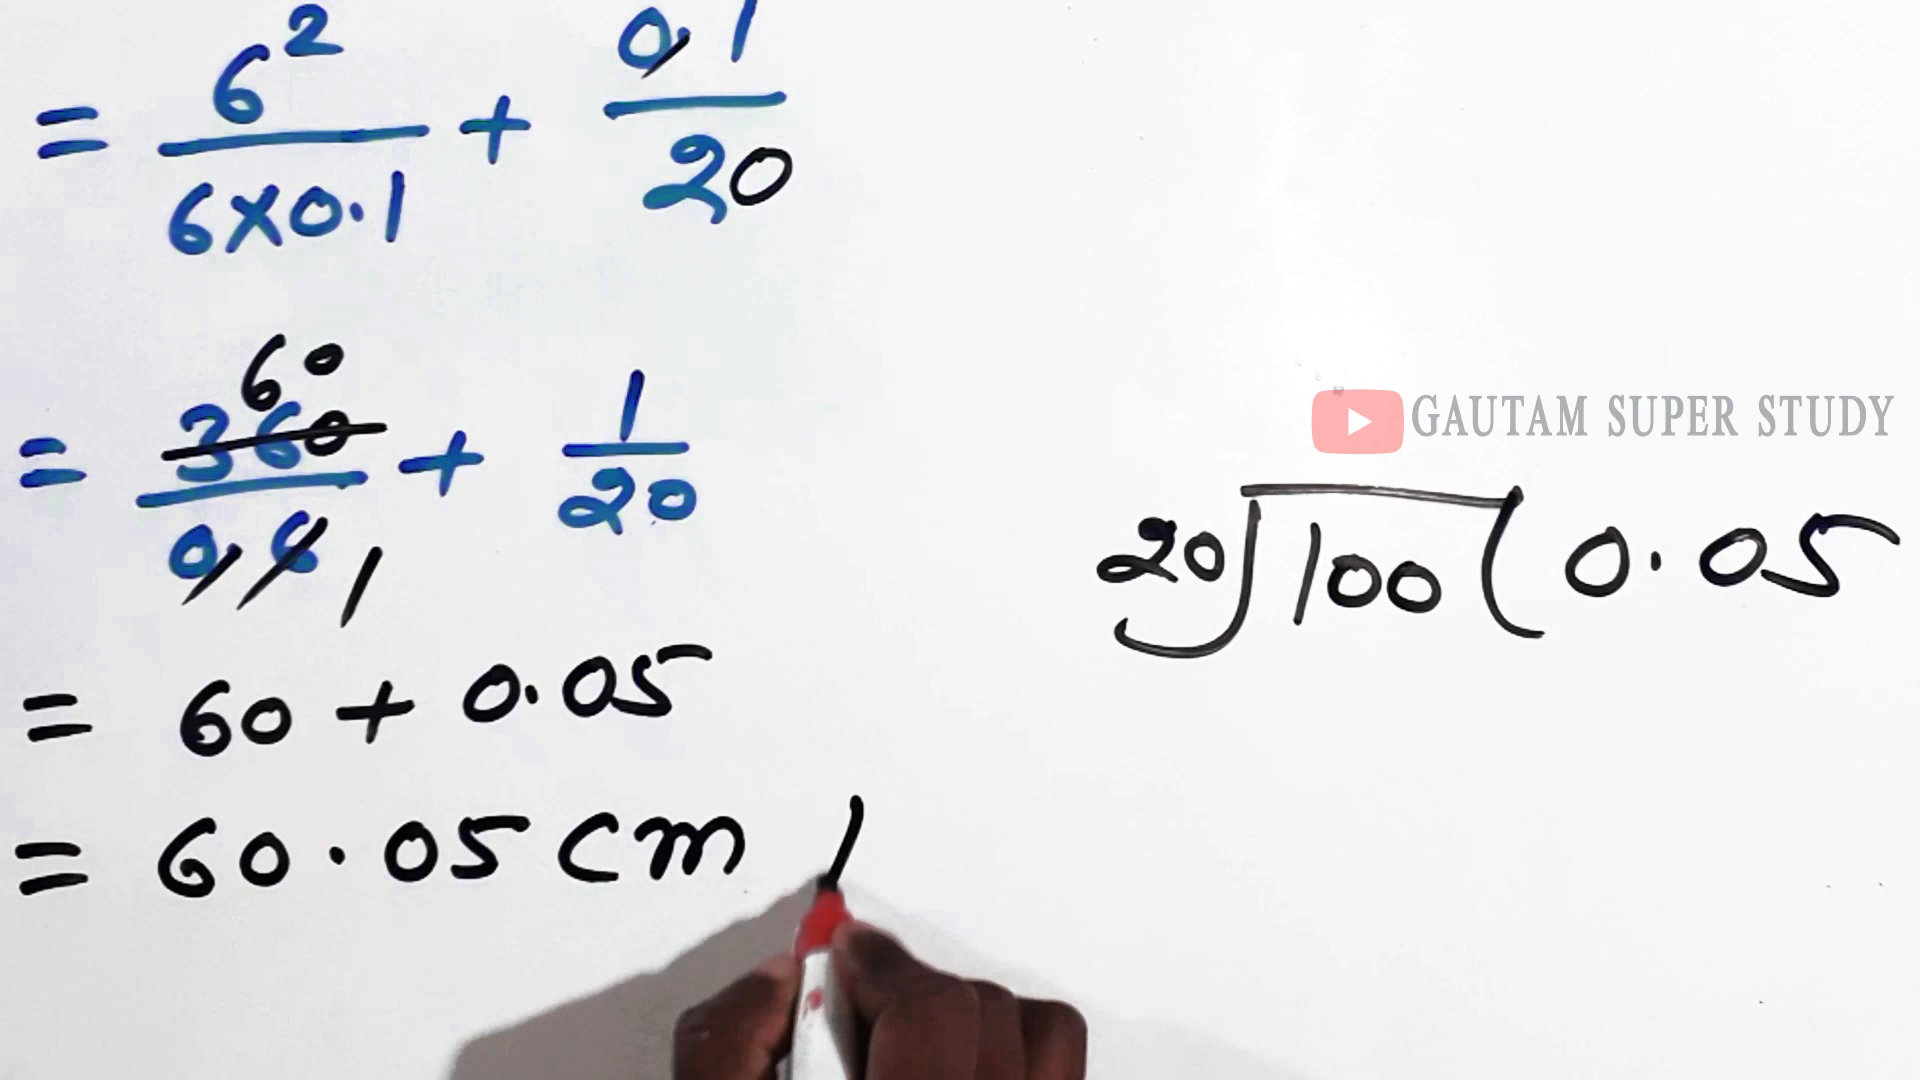 = 6² / 6×0.1 + 0.1 / 20
= 360 / 0.6 + 1 / 20
60
1
= 60 + 0.05
= 60.05 cm
GAUTAM SUPER STUDY
20 ) 100 ( 0.05